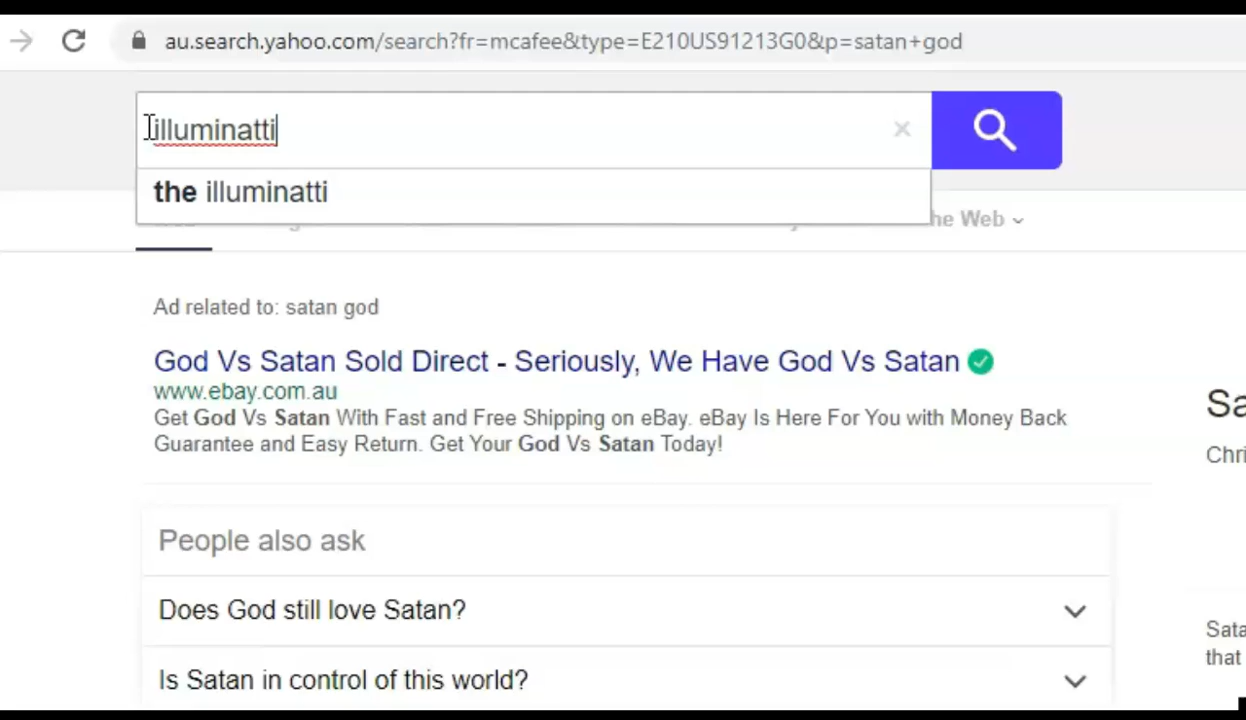 au.search.yahoo.com/search?fr=mcafee&type=E210US91213G0&p=satan+god
illuminatti
the illuminatti
he Web
Ad related to: satan god
God Vs Satan Sold Direct - Seriously, We Have God Vs Satan
www.ebay.com.au
Get God Vs Satan With Fast and Free Shipping on eBay. eBay Is Here For You with Money Back
Guarantee and Easy Return. Get Your God Vs Satan Today!
Sa
Chri
People also ask
Does God still love Satan?
Sata
that
Is Satan in control of this world?